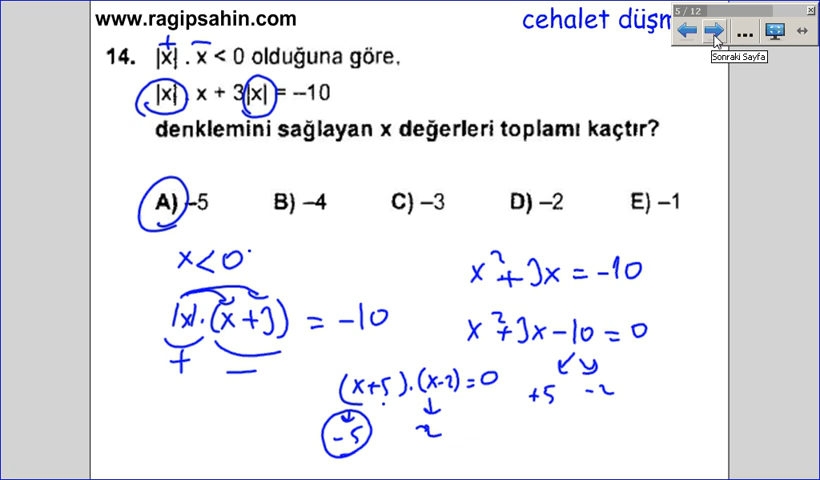 www.ragipsahin.com
cehalet düşm
5 / 12
Sonraki Sayfa
+ –
14. |x| . x < 0 olduğuna göre,
|x| . x + 3|x| = –10
denklemini sağlayan x değerleri toplamı kaçtır?
A) –5 B) –4 C) –3 D) –2 E) –1
x < 0
|x| . (x + 3) = –10
+ –
x² + 3x = –10
x² + 3x – 10 = 0
+5 –2
(x+5) . (x-2) = 0
–5 2